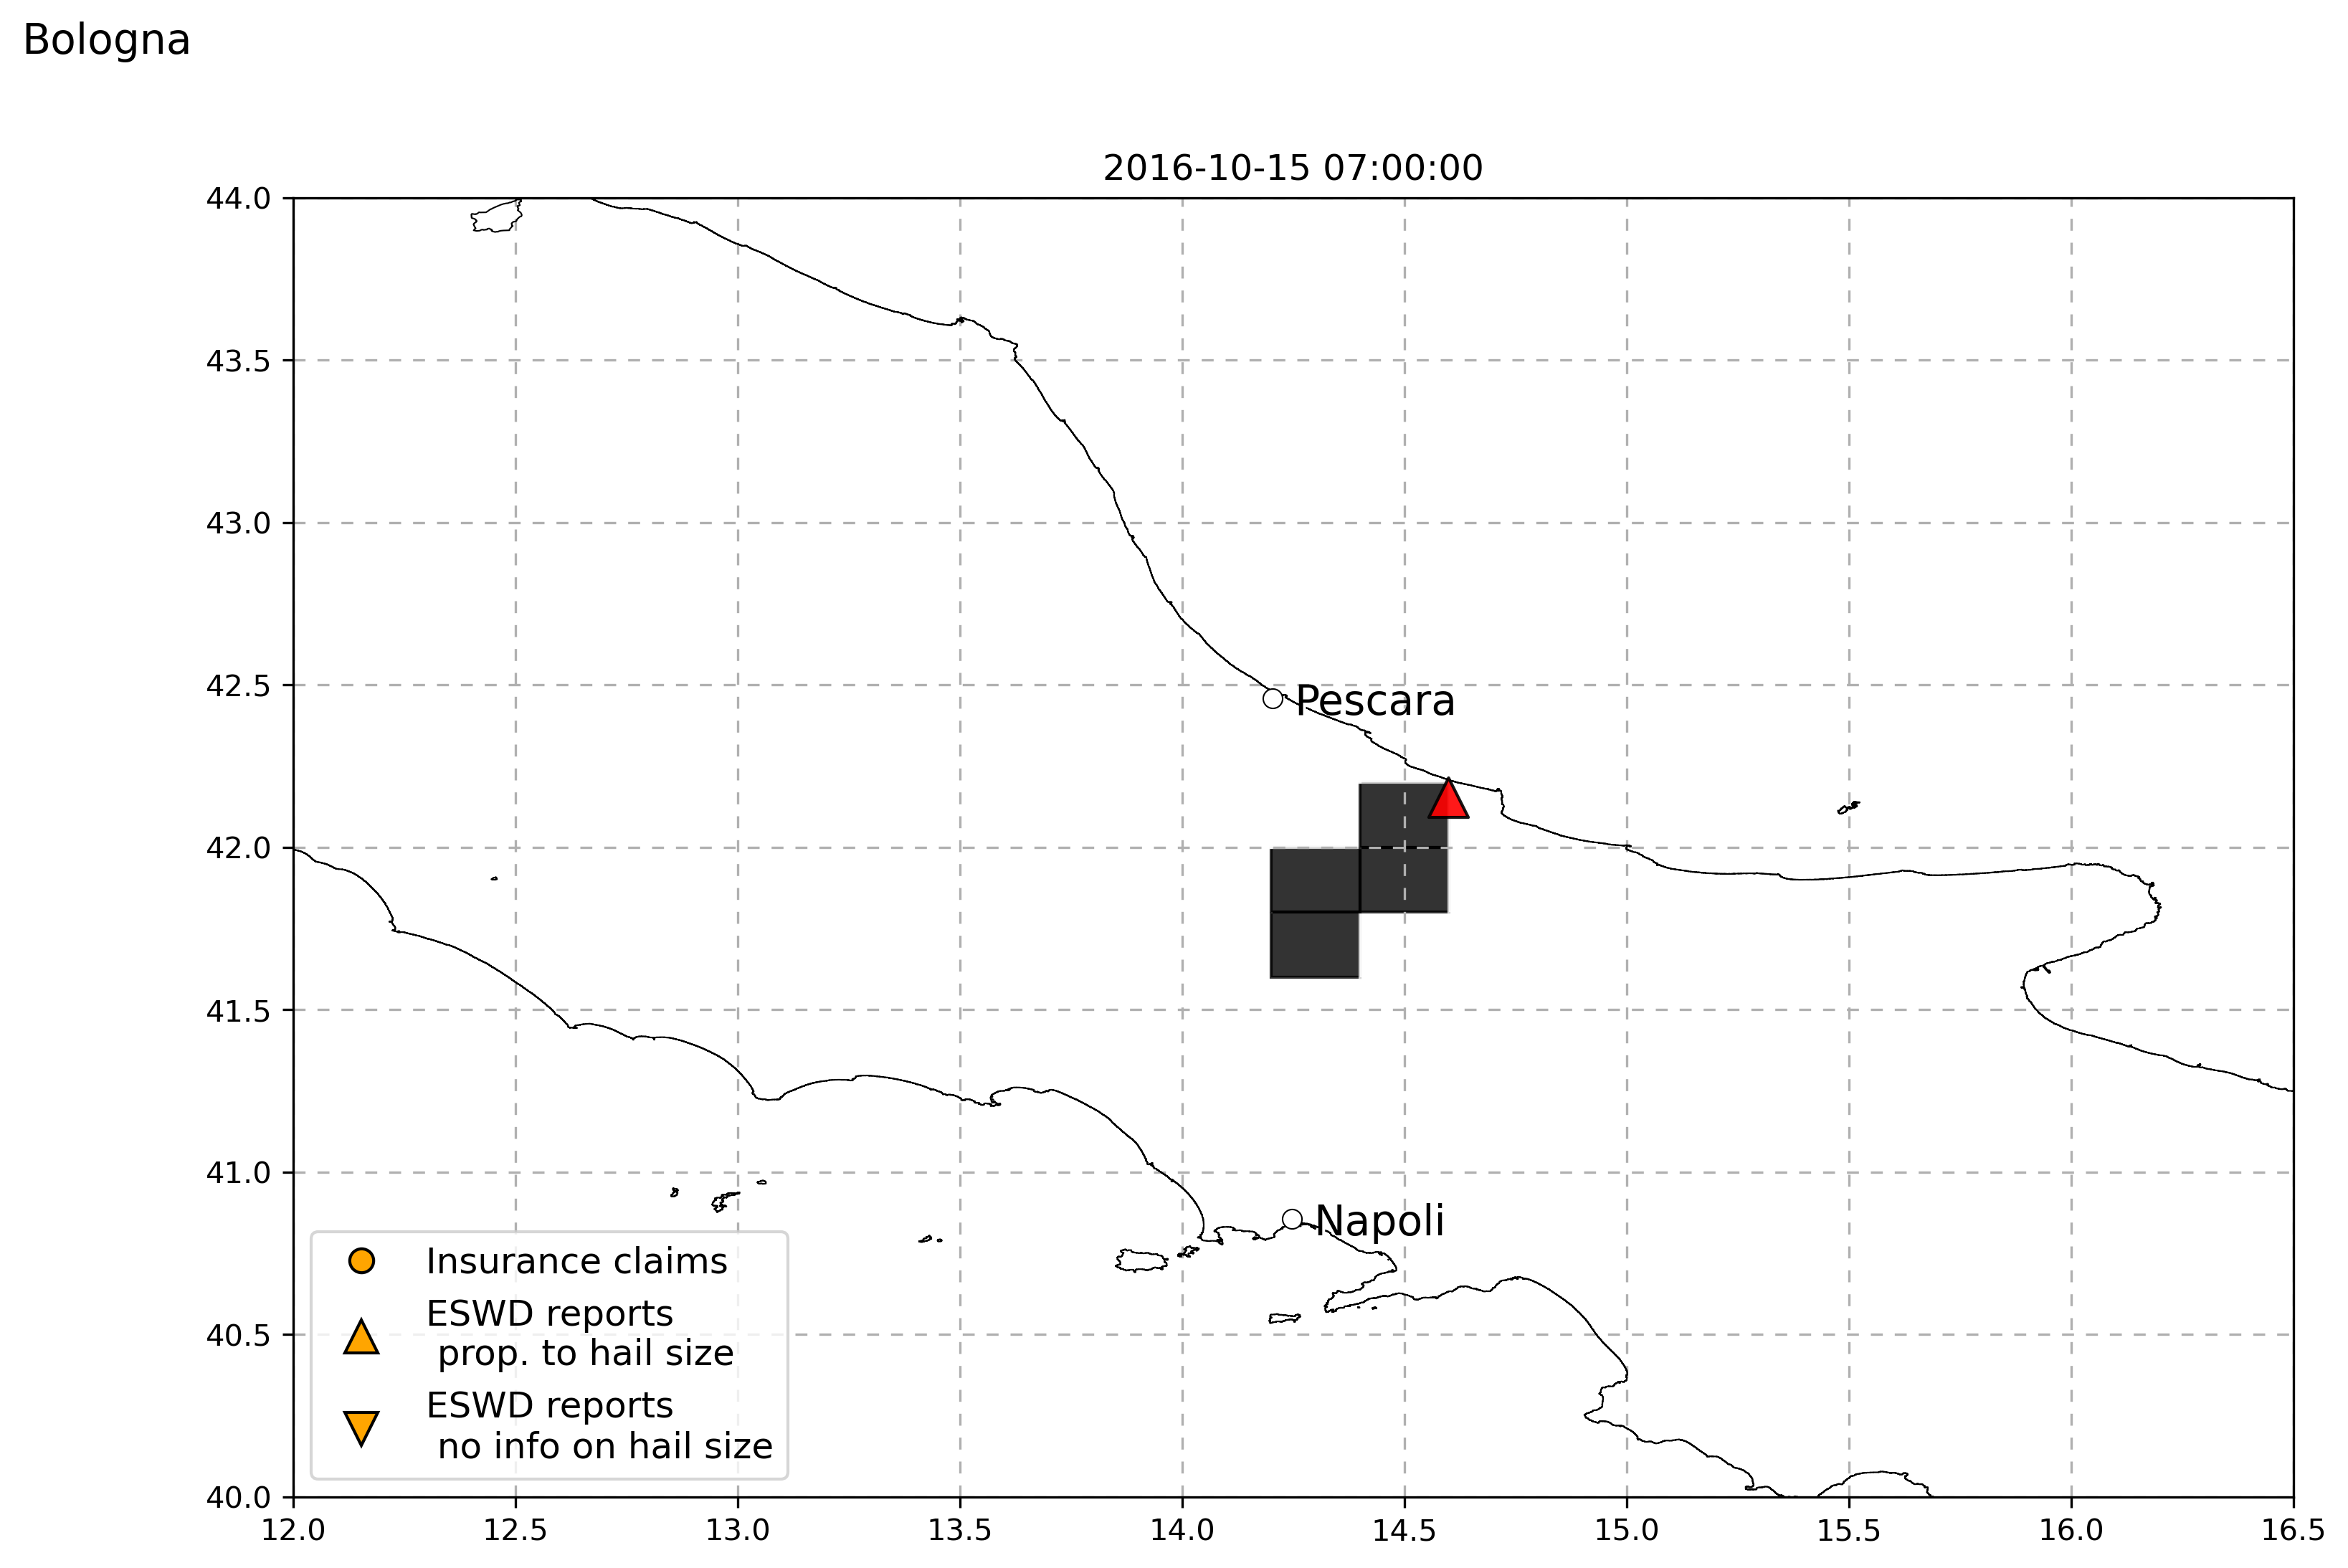 Bologna
2016-10-15 07:00:00
44.0
43.5
43.0
42.5
42.0
41.5
41.0
40.5
40.0
Pescara
Napoli
Insurance claims
ESWD reports
prop. to hail size
ESWD reports
no info on hail size
12.0 12.5 13.0 13.5 14.0 14.5 15.0 15.5 16.0 16.5